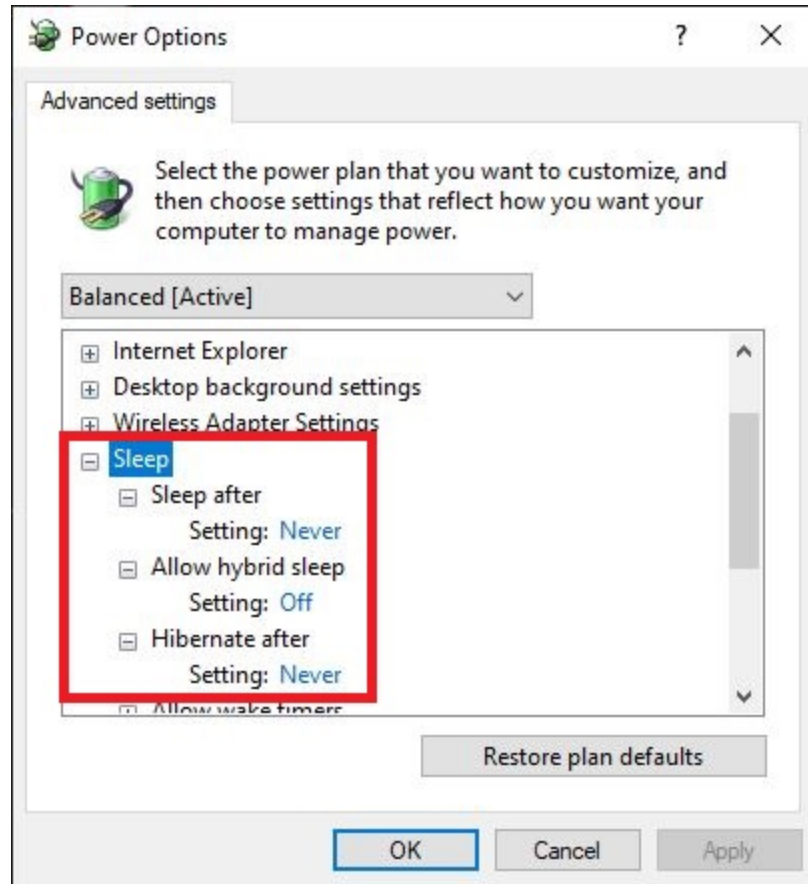 Power Options
?
Advanced settings
Select the power plan that you want to customize, and
then choose settings that reflect how you want your
computer to manage power.
Balanced [Active]
Internet Explorer
Desktop background settings
Wireless Adapter Settings
Sleep
Sleep after
Setting: Never
Allow hybrid sleep
Setting: Off
Hibernate after
Setting: Never
Allow wake timers
Restore plan defaults
OK Cancel Apply